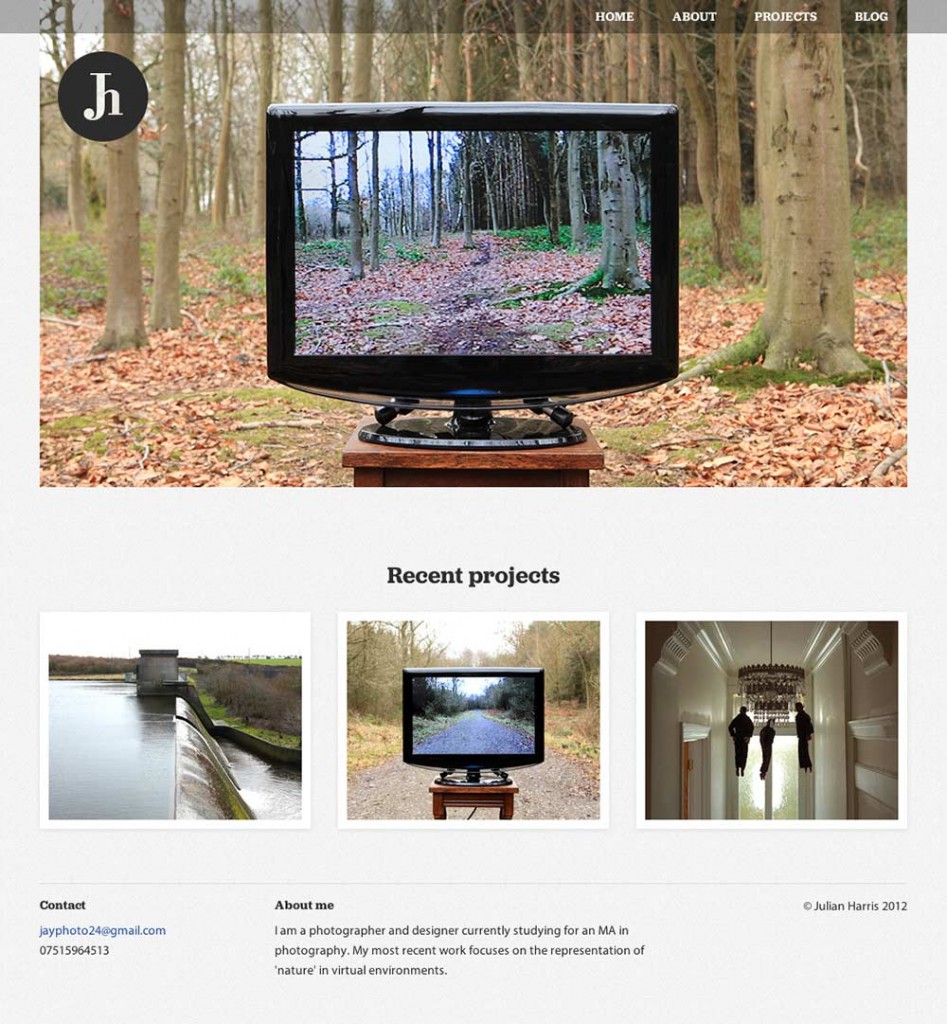 HOME ABOUT PROJECTS BLOG
Jh
Recent projects
Contact
jayphoto24@gmail.com
07515964513
About me
I am a photographer and designer currently studying for an MA in
photography. My most recent work focuses on the representation of
'nature' in virtual environments.
© Julian Harris 2012